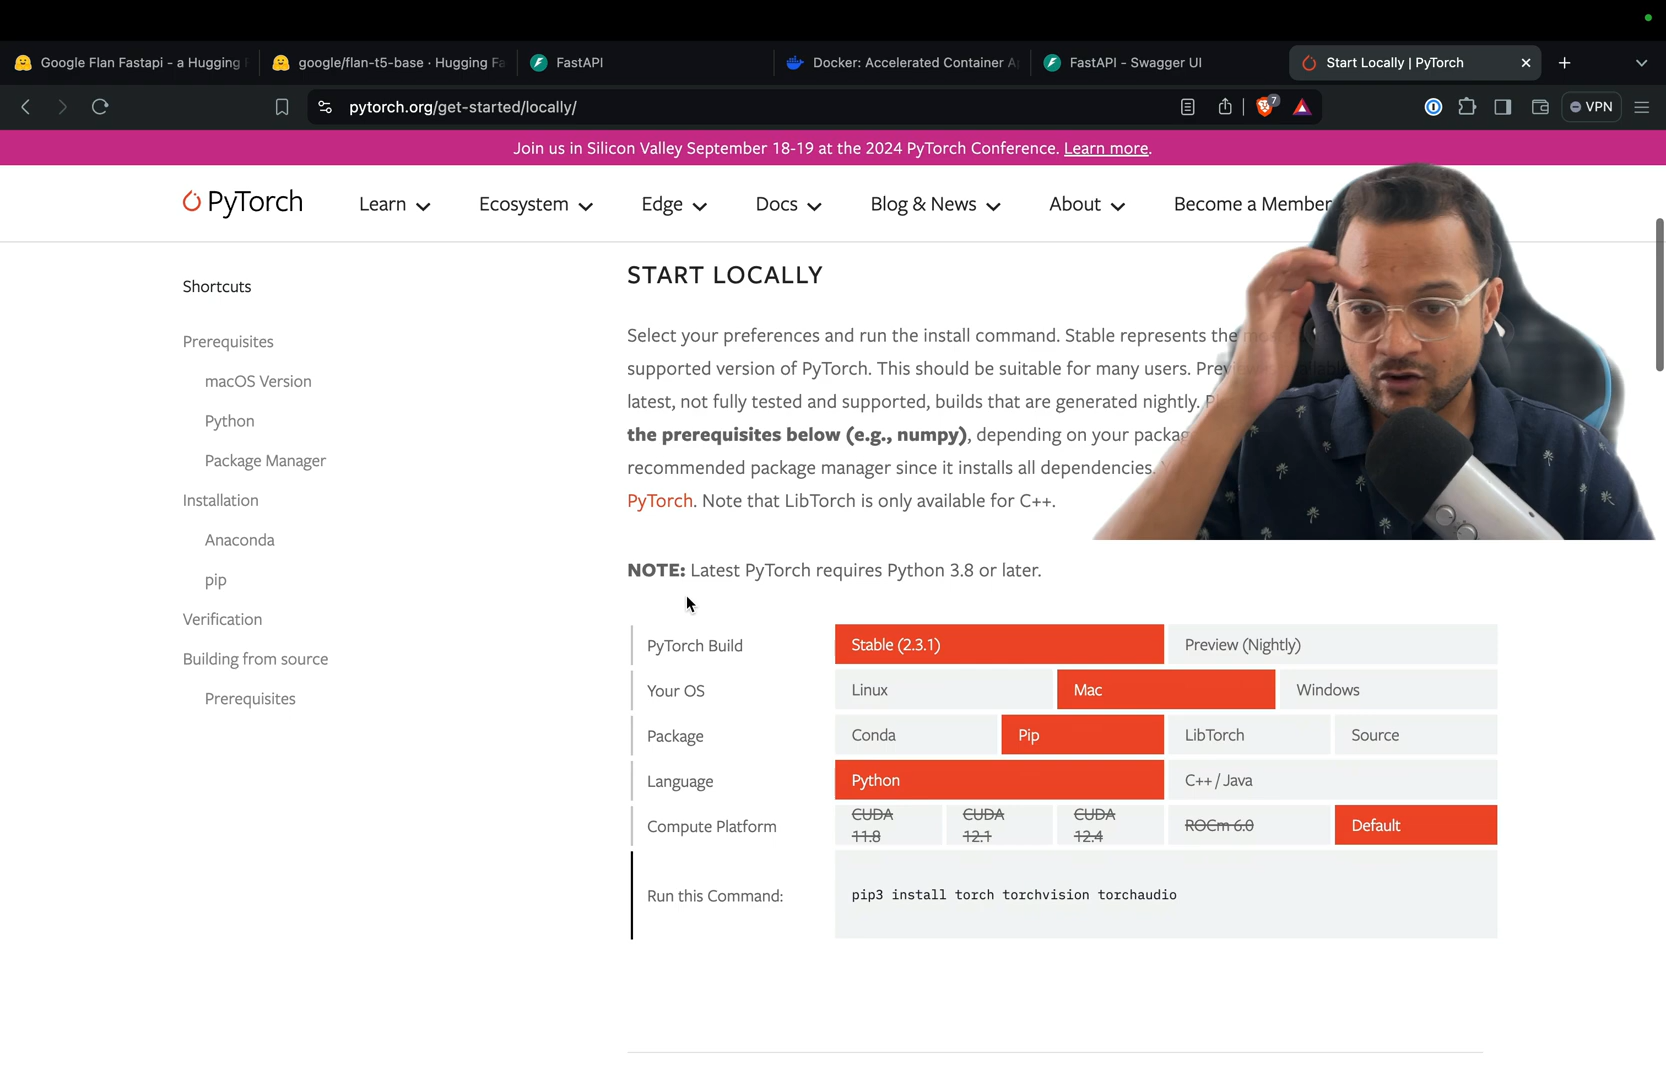 Google Flan Fastapi - a Hugging
google/flan-t5-base · Hugging Fa
FastAPI
Docker: Accelerated Container A
FastAPI - Swagger UI
Start Locally | PyTorch
pytorch.org/get-started/locally/
7
VPN
Join us in Silicon Valley September 18-19 at the 2024 PyTorch Conference. Learn more.
PyTorch
Learn
Ecosystem
Edge
Docs
Blog & News
About
Become a Member
Shortcuts
Prerequisites
macOS Version
Python
Package Manager
Installation
Anaconda
pip
Verification
Building from source
Prerequisites
START LOCALLY
Select your preferences and run the install command. Stable represents the
supported version of PyTorch. This should be suitable for many users.
latest, not fully tested and supported, builds that are generated nightly.
the prerequisites below (e.g., numpy), depending on your
recommended package manager since it installs all dependencies.
PyTorch. Note that LibTorch is only available for C++.
NOTE: Latest PyTorch requires Python 3.8 or later.
PyTorch Build
Stable (2.3.1)
Preview (Nightly)
Your OS
Linux
Mac
Windows
Package
Conda
Pip
LibTorch
Source
Language
Python
C++ / Java
Compute Platform
CUDA
11.8
CUDA
12.1
CUDA
12.4
ROCm 6.0
Default
Run this Command:
pip3 install torch torchvision torchaudio